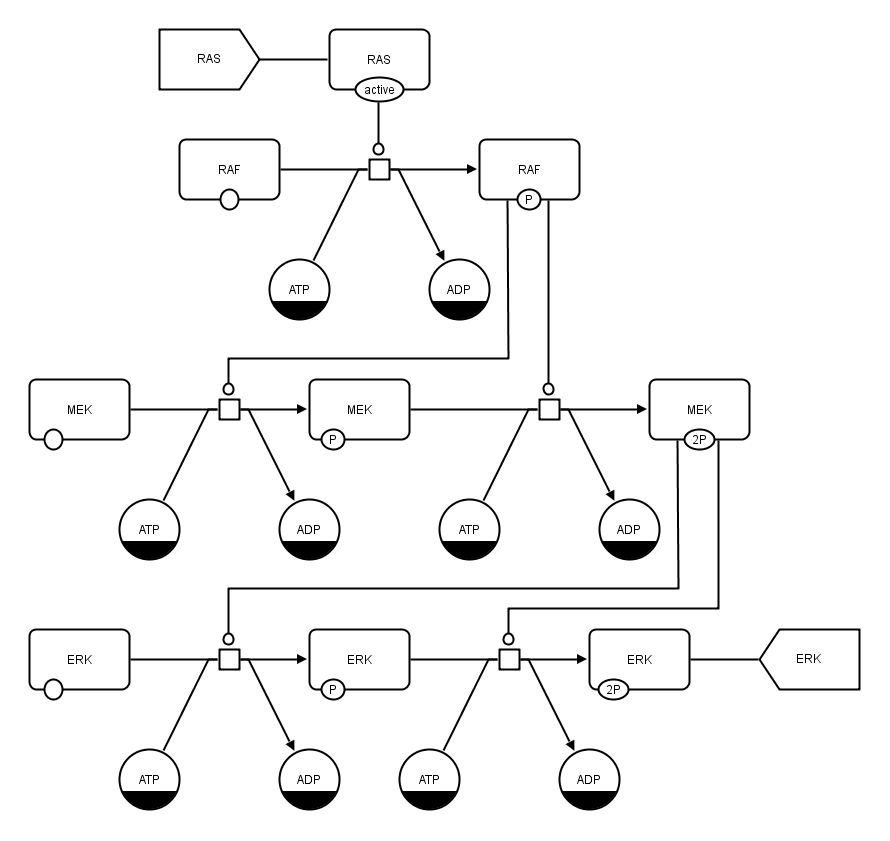 RAS
RAS
active
RAF
RAF
P
ATP
ADP
MEK
MEK
MEK
P
2P
ATP
ADP
ATP
ADP
ERK
ERK
ERK
ERK
P
2P
ATP
ADP
ATP
ADP